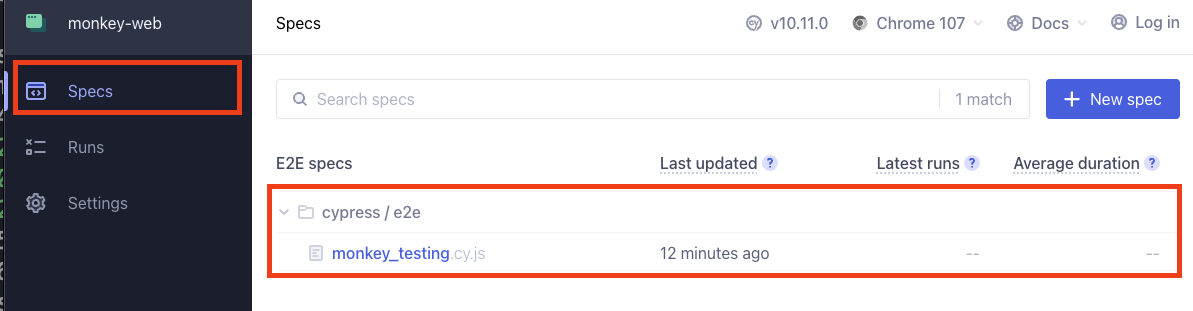 monkey-web
Specs
v10.11.0
Chrome 107
Docs
Log in
Specs
Runs
Settings
Search specs
1 match
+ New spec
E2E specs
Last updated ?
Latest runs ?
Average duration ?
cypress / e2e
monkey_testing.cy.js
12 minutes ago
--
--